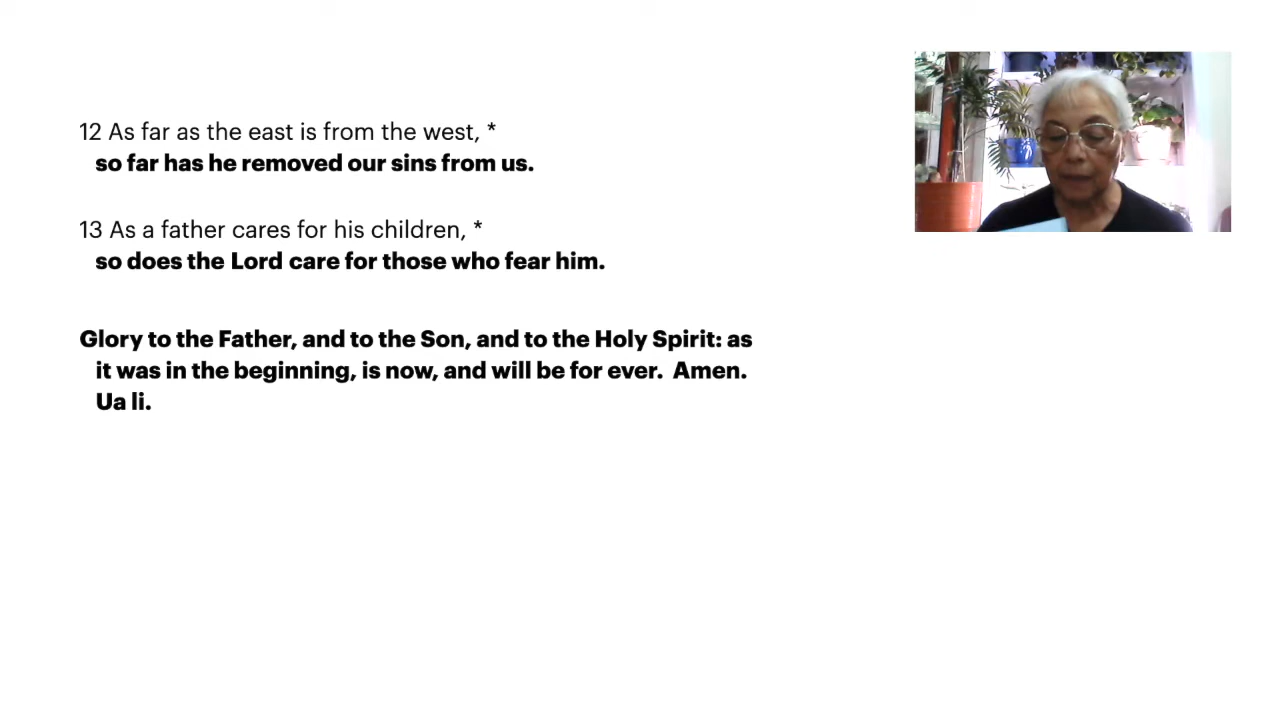 12 As far as the east is from the west, *
so far has he removed our sins from us.
13 As a father cares for his children, *
so does the Lord care for those who fear him.
Glory to the Father, and to the Son, and to the Holy Spirit: as
it was in the beginning, is now, and will be for ever. Amen.
Ua li.